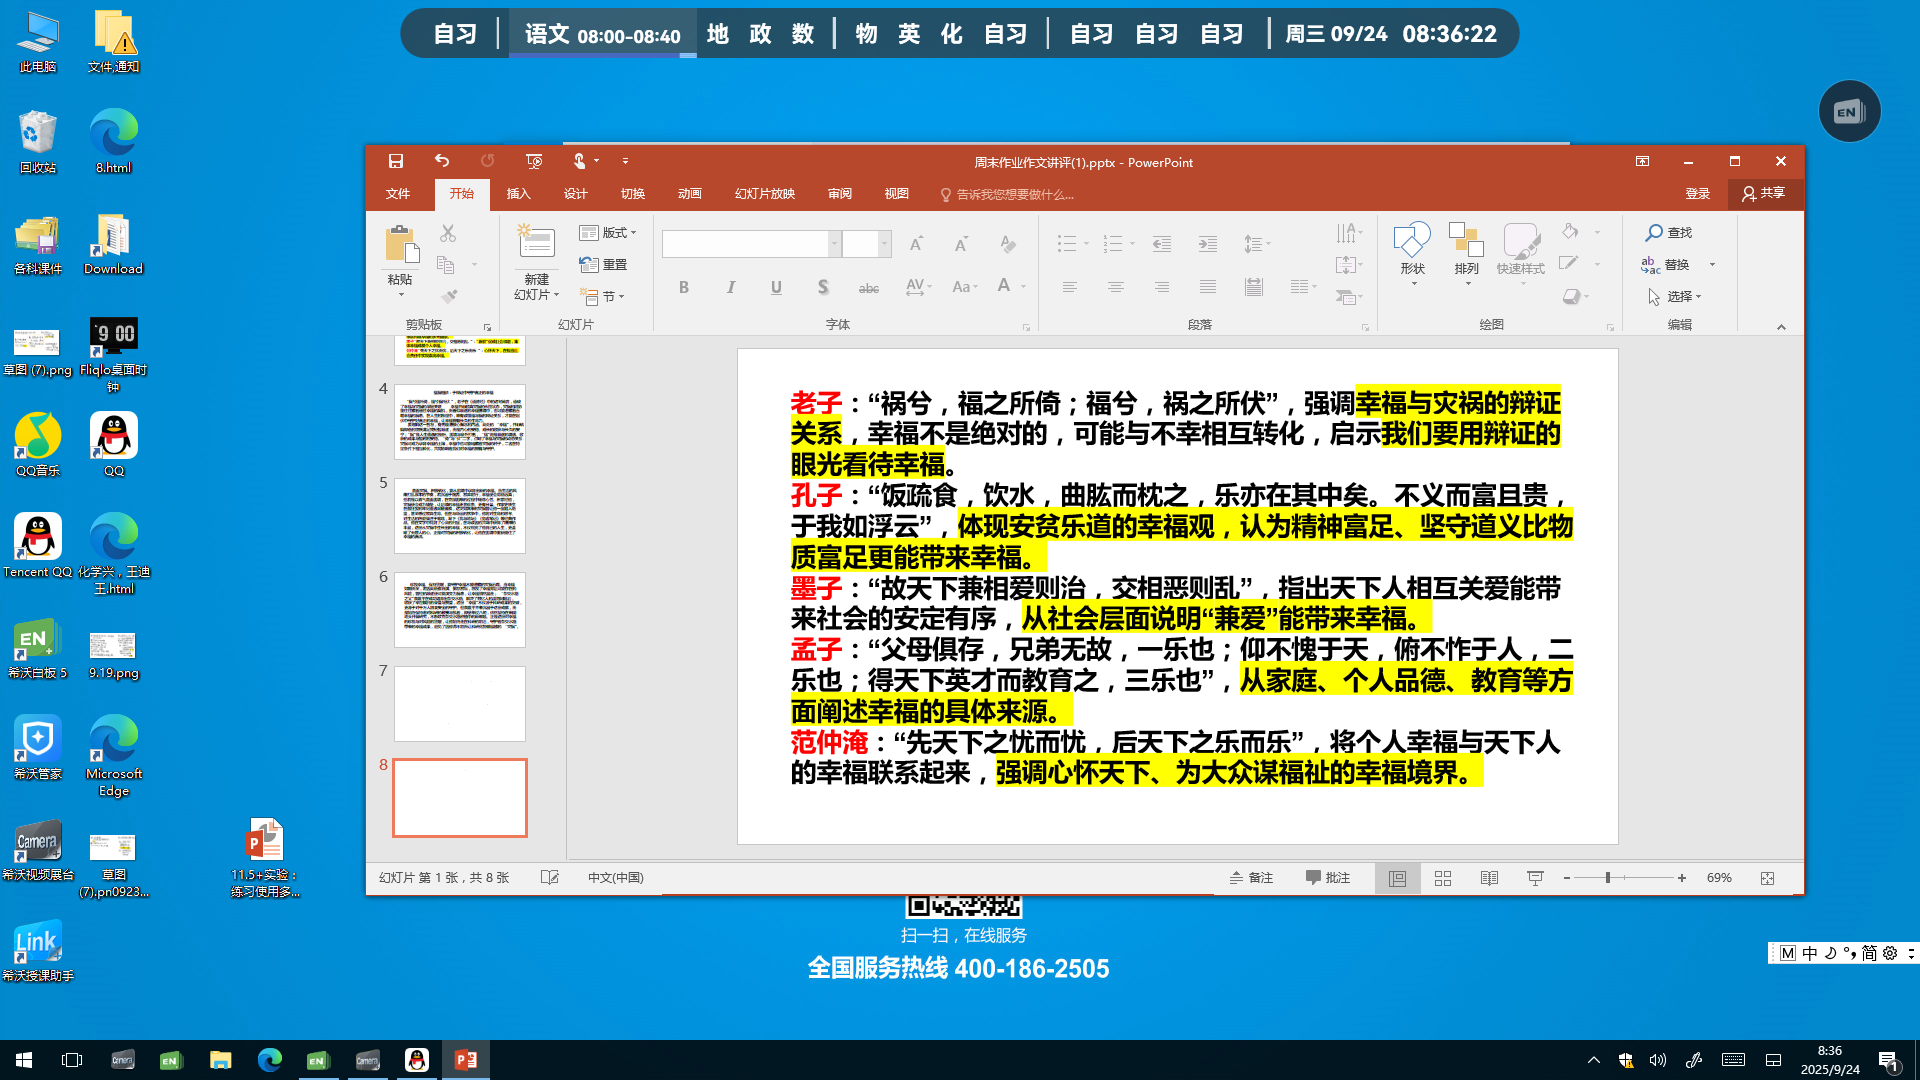 自习 | 语文 08:00-08:40 地 政 数 | 物 英 化 自习 | 自习 自习 自习 | 周三 09/24 08:36:22
此电脑
文件,通知
回收站
8.html
各科课件
Download
草图 (7).png
9 00
Fliqlo桌面时
钟
QQ音乐
QQ
Tencent QQ
化学兴，王迪
王.html
EN
希沃白板 5
9.19.png
希沃管家
Microsoft
Edge
Camera
希沃视频展台
草图
(7).pn0923...
11.5+实验：
练习使用多...
Link
希沃授课助手
EN
周末作业作文讲评(1).pptx - PowerPoint
文件 开始 插入 设计 切换 动画 幻灯片放映 审阅 视图 告诉我您想要做什么... 登录 共享
粘贴
剪贴板
新建
幻灯片
版式
重置
节
幻灯片
B I U S abc AV Aa A
字体
段落
形状
排列
快速样式
绘图
查找
替换
选择
编辑
4
5
6
7
8
老子：“祸兮，福之所倚；福兮，祸之所伏”，强调幸福与灾祸的辩证
关系，幸福不是绝对的，可能与不幸相互转化，启示我们要用辩证的
眼光看待幸福。
孔子：“饭疏食，饮水，曲肱而枕之，乐亦在其中矣。不义而富且贵，
于我如浮云”，体现安贫乐道的幸福观，认为精神富足、坚守道义比物
质富足更能带来幸福。
墨子：“故天下兼相爱则治，交相恶则乱”，指出天下人相互关爱能带
来社会的安定有序，从社会层面说明“兼爱”能带来幸福。
孟子：“父母俱存，兄弟无故，一乐也；仰不愧于天，俯不怍于人，二
乐也；得天下英才而教育之，三乐也”，从家庭、个人品德、教育等方
面阐述幸福的具体来源。
范仲淹：“先天下之忧而忧，后天下之乐而乐”，将个人幸福与天下人
的幸福联系起来，强调心怀天下、为大众谋福祉的幸福境界。
幻灯片 第 1 张，共 8 张 中文(中国) 备注 批注 69%
扫一扫，在线服务
全国服务热线 400-186-2505
M 中 简
8:36
2025/9/24
1